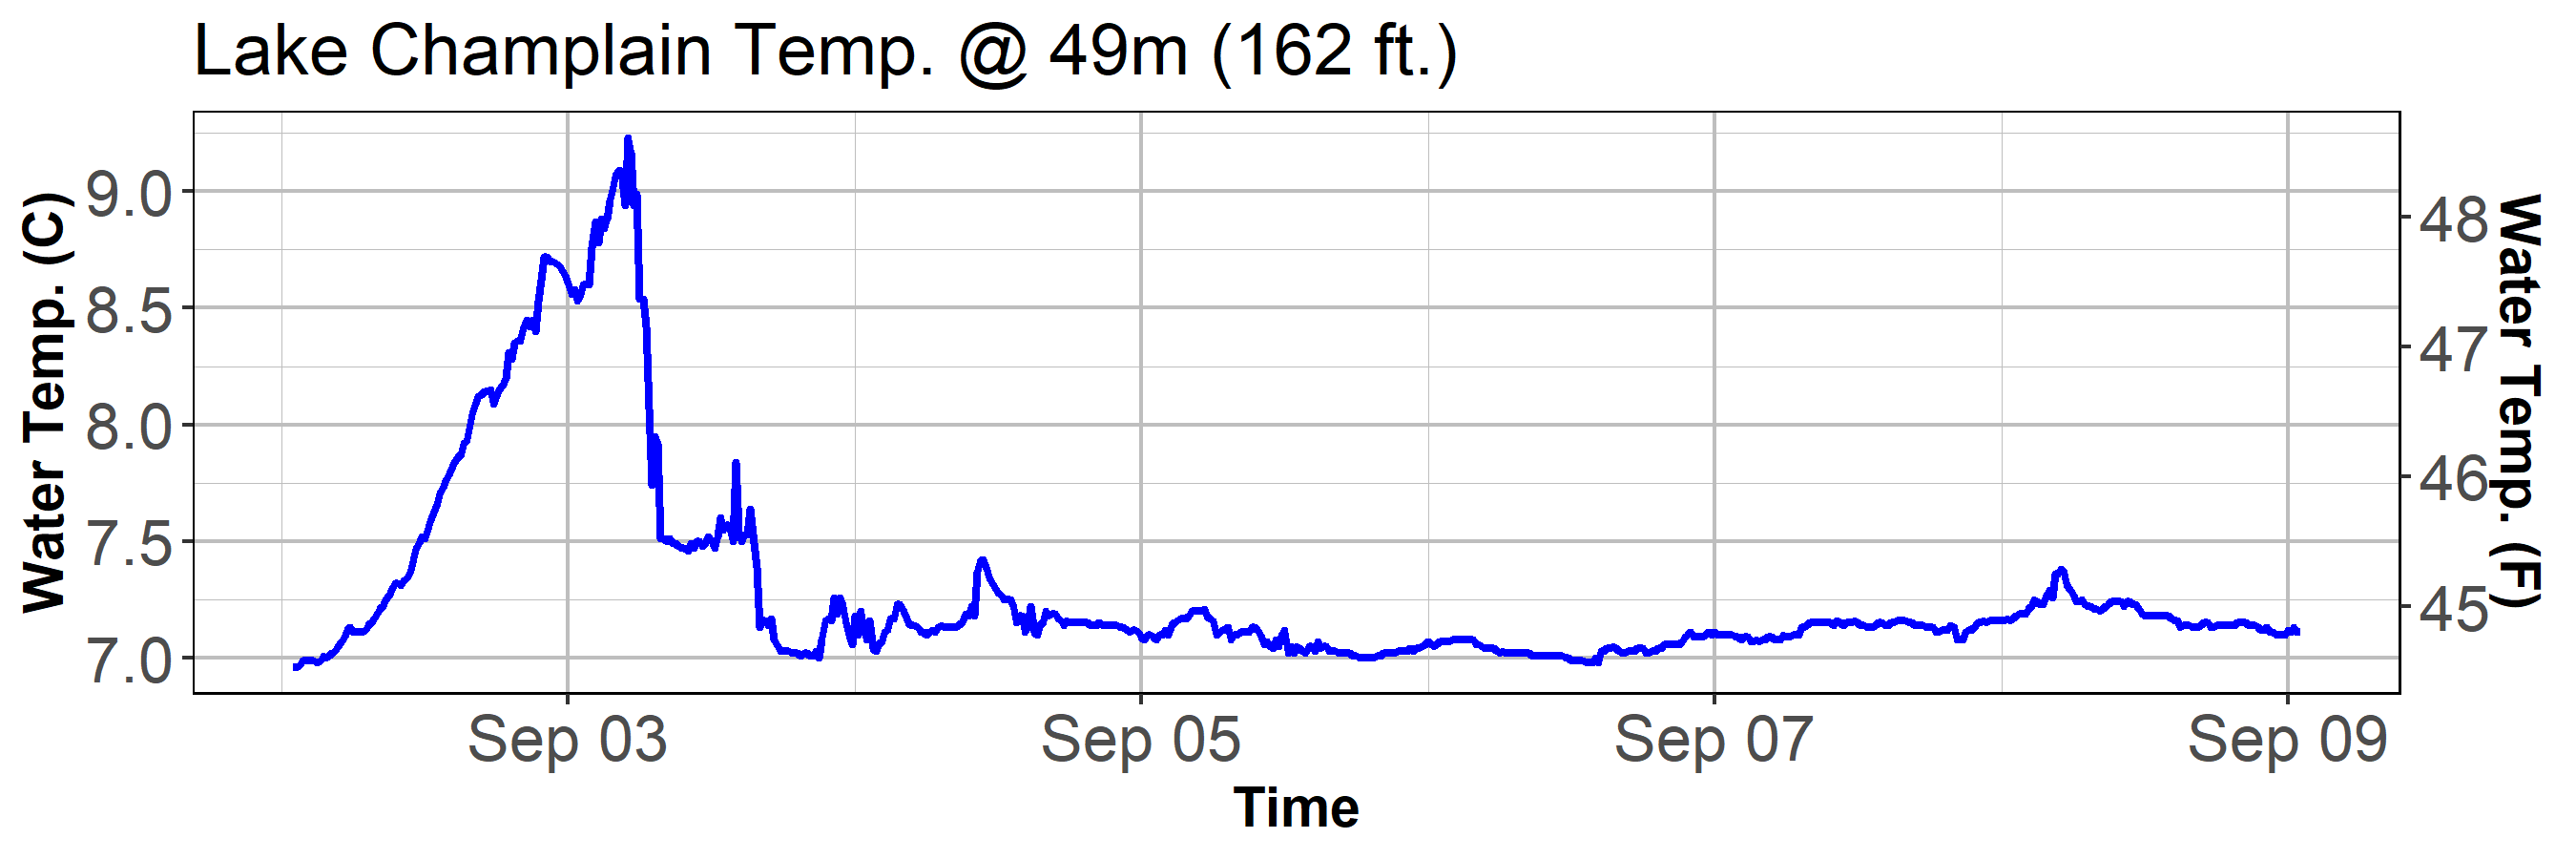 Lake Champlain Temp. @ 49m (162 ft.)
Water Temp. (C)
9.0
8.5
8.0
7.5
7.0
48
47
46
45
Water Temp. (F)
Sep 03
Sep 05
Sep 07
Sep 09
Time